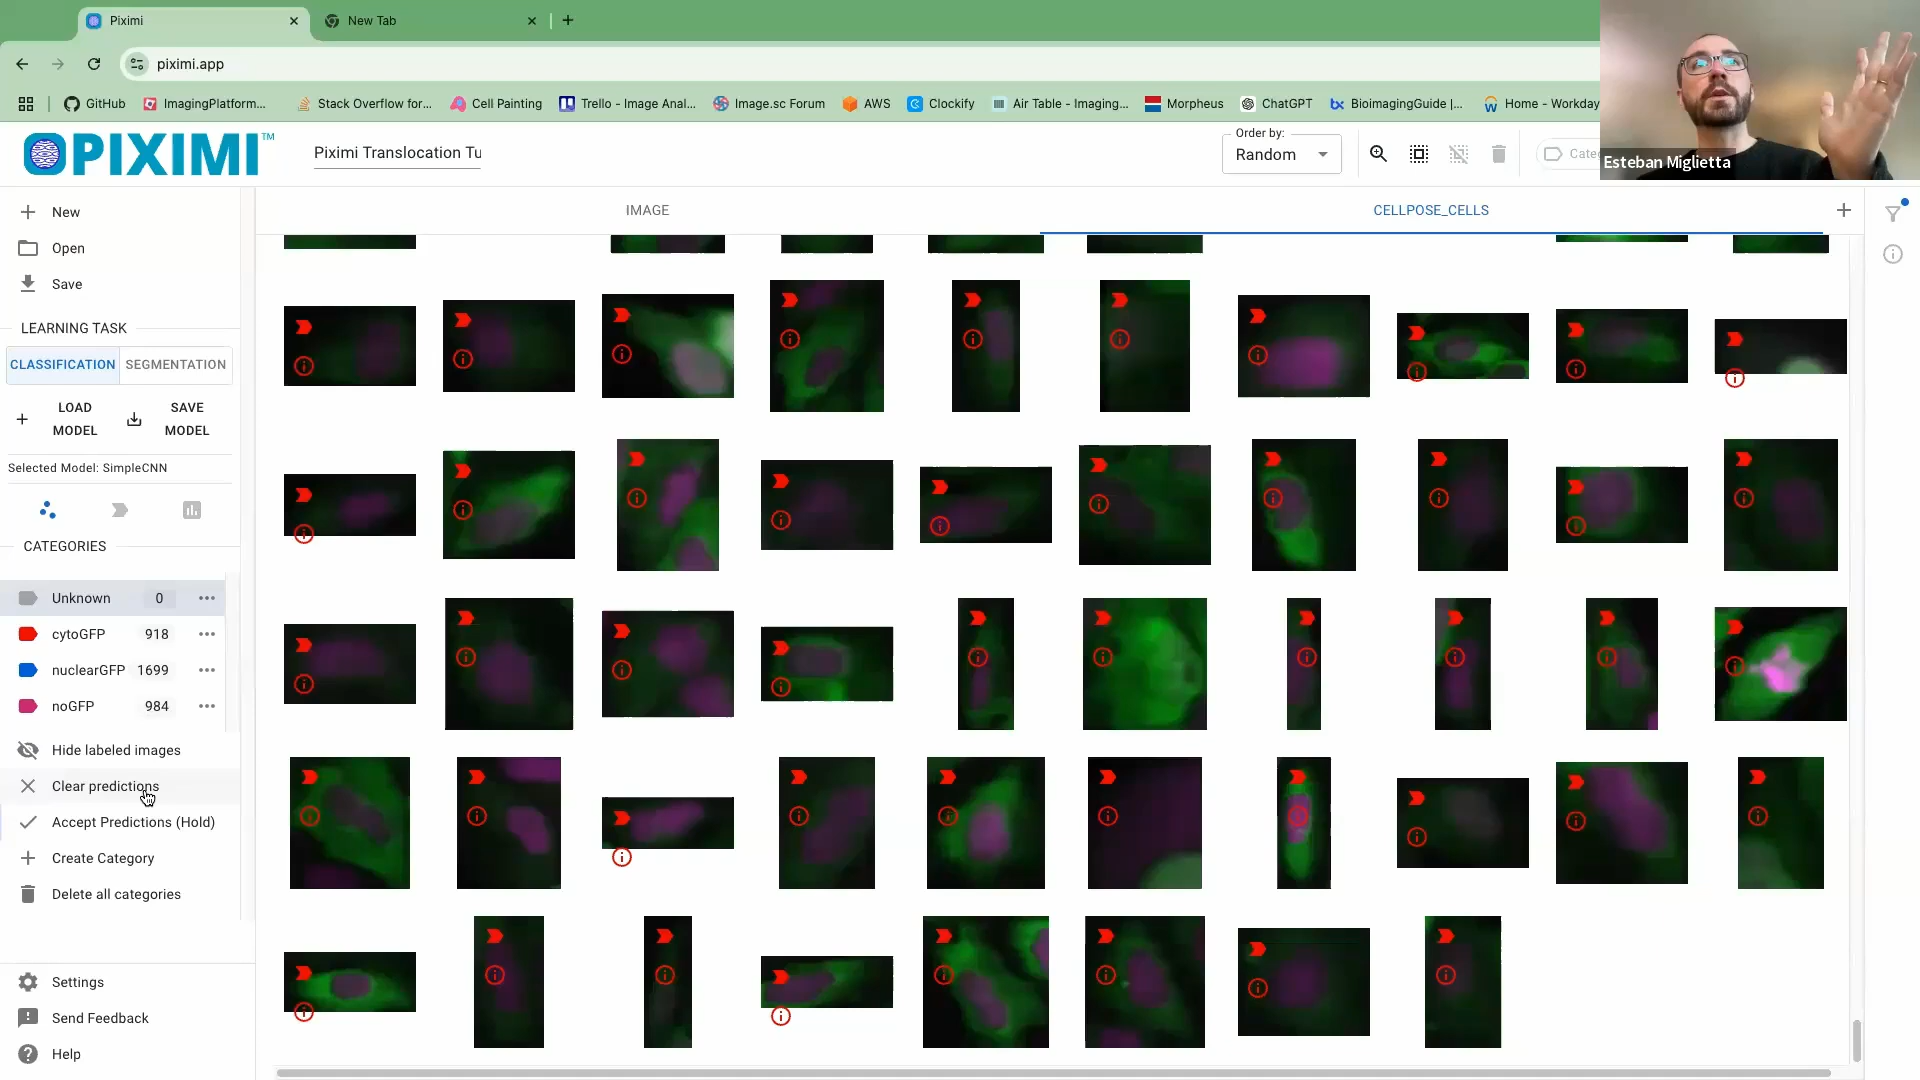 Piximi
New Tab
piximi.app
GitHub
ImagingPlatform...
Stack Overflow for...
Cell Painting
Trello - Image Anal...
Image.sc Forum
AWS
Clockify
Air Table - Imaging...
Morpheus
ChatGPT
BioimagingGuide |...
Home - Workday
Esteban Miglietta
PIXIMI™
Piximi Translocation Tu
Order by:
Random
Categ
New
Open
Save
LEARNING TASK
CLASSIFICATION
SEGMENTATION
LOAD MODEL
SAVE MODEL
Selected Model: SimpleCNN
CATEGORIES
Unknown 0
cytoGFP 918
nuclearGFP 1699
noGFP 984
Hide labeled images
Clear predictions
Accept Predictions (Hold)
Create Category
Delete all categories
Settings
Send Feedback
Help
IMAGE
CELLPOSE_CELLS